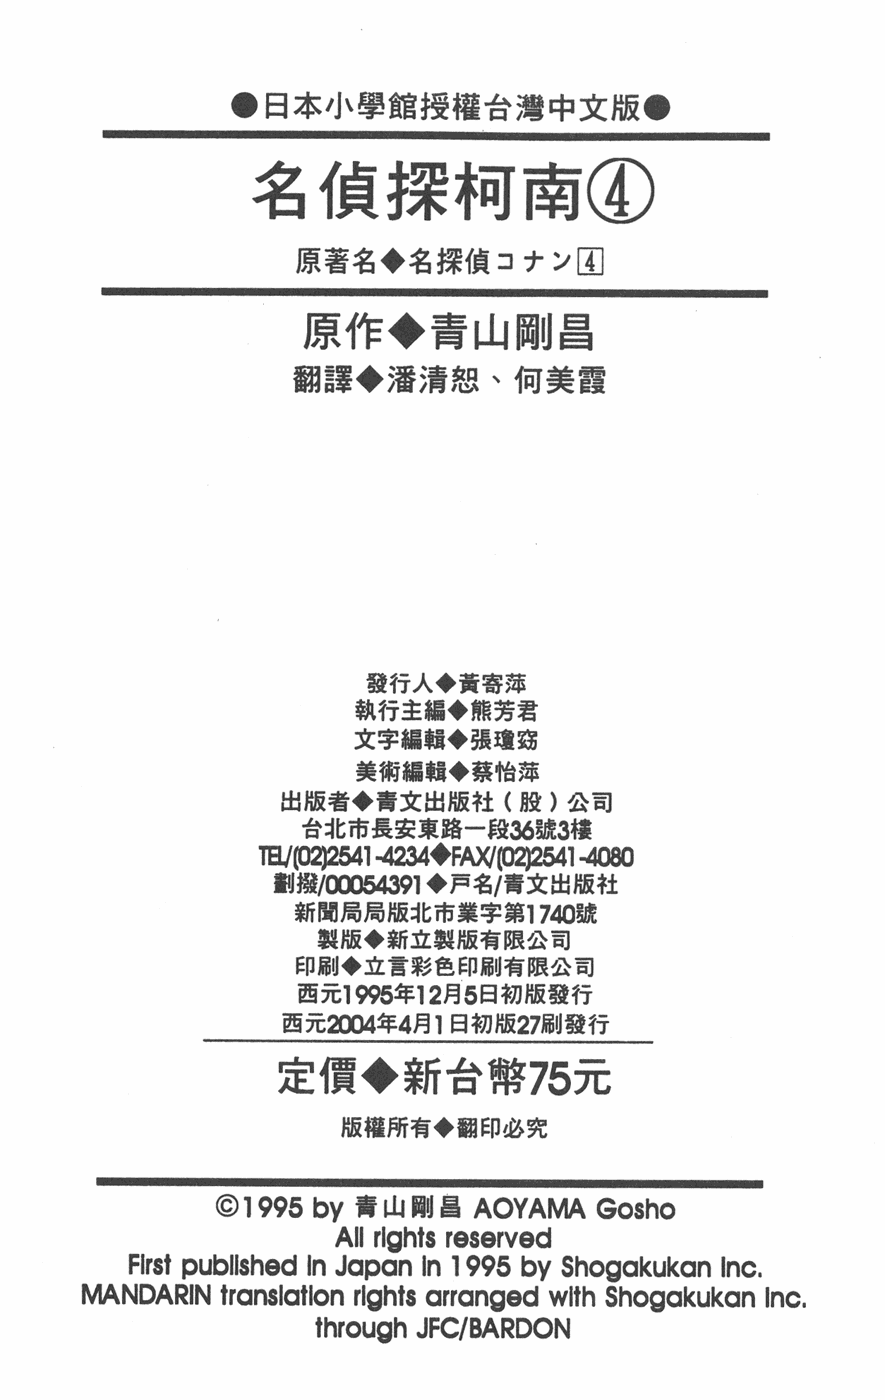 ●日本小學館授權台灣中文版●
名偵探柯南④
原著名◆名探偵コナン4
原作◆青山剛昌
翻譯◆潘清恕、何美霞
發行人◆黃寄萍
執行主編◆熊芳君
文字編輯◆張瓊窈
美術編輯◆蔡怡萍
出版者◆青文出版社(股)公司
台北市長安東路一段36號3樓
TEL/(02)2541-4234◆FAX/(02)2541-4080
劃撥/00054391◆戶名/青文出版社
新聞局局版北市業字第1740號
製版◆新立製版有限公司
印刷◆立言彩色印刷有限公司
西元1995年12月5日初版發行
西元2004年4月1日初版27刷發行
定價◆新台幣75元
版權所有◆翻印必究
©1995 by 青山剛昌 AOYAMA Gosho
All rights reserved
First published in Japan in 1995 by Shogakukan Inc.
MANDARIN translation rights arranged with Shogakukan Inc.
through JFC/BARDON